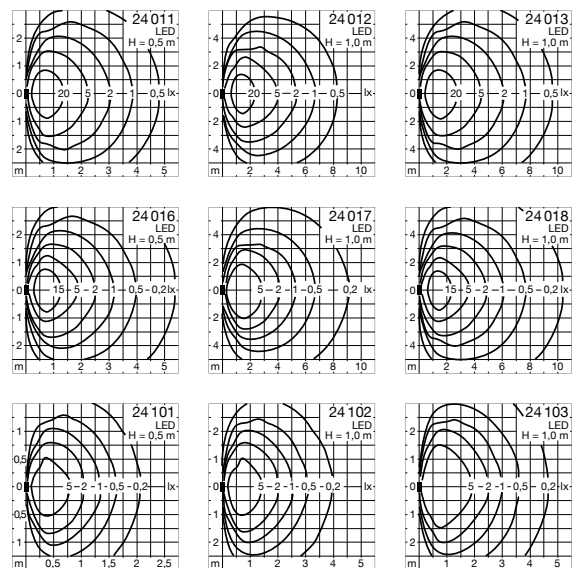 24011
LED
H = 0,5 m
2
1
0
20 5 2 1 0,5 lx
1
2
m 1 2 3 4 5
24012
LED
H = 1,0 m
4
2
0
20 5 2 1 0,5 lx
2
4
m 2 4 6 8 10
24013
LED
H = 1,0 m
4
2
0
20 5 2 1 0,5 lx
2
4
m 2 4 6 8 10
24016
LED
H = 0,5 m
2
1
0
15 5 2 1 0,5 0,2 lx
1
2
m 1 2 3 4 5
24017
LED
H = 1,0 m
4
2
0
5 2 1 0,5 0,2 lx
2
4
m 2 4 6 8 10
24018
LED
H = 1,0 m
4
2
0
15 5 2 1 0,5 0,2 lx
2
4
m 2 4 6 8 10
24101
LED
H = 0,5 m
1
0,5
0
5 2 1 0,5 0,2 lx
0,5
1
m 0,5 1 1,5 2 2,5
24102
LED
H = 1,0 m
2
1
0
5 2 1 0,5 0,2 lx
1
2
m 1 2 3 4 5
24103
LED
H = 1,0 m
2
1
0
5 2 1 0,5 0,2 lx
1
2
m 1 2 3 4 5